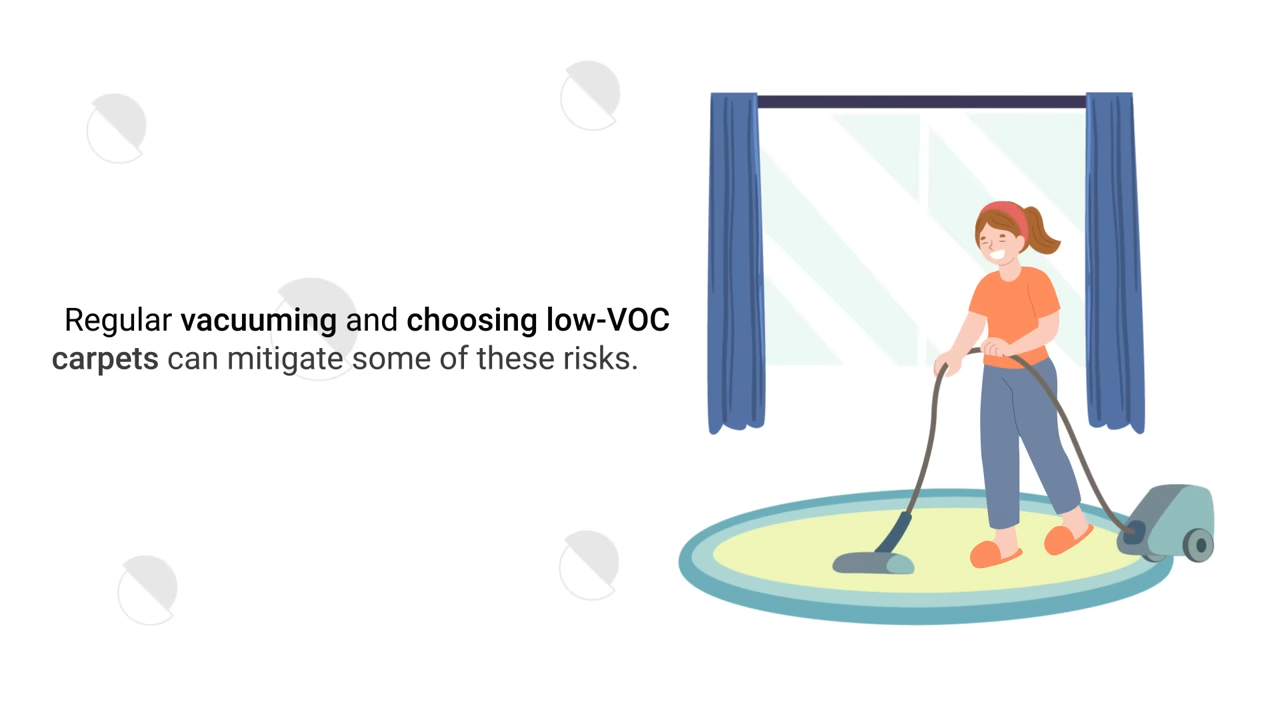 Regular vacuuming and choosing low-VOC
carpets can mitigate some of these risks.